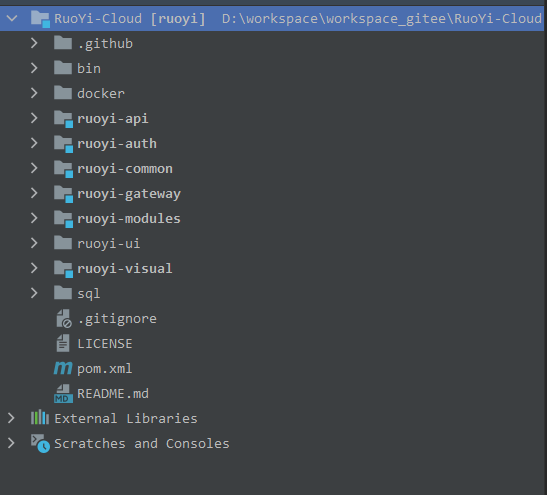 RuoYi-Cloud [ruoyi] D:\workspace\workspace_gitee\RuoYi-Cloud
.github
bin
docker
ruoyi-api
ruoyi-auth
ruoyi-common
ruoyi-gateway
ruoyi-modules
ruoyi-ui
ruoyi-visual
sql
.gitignore
LICENSE
m pom.xml
MD README.md
External Libraries
Scratches and Consoles